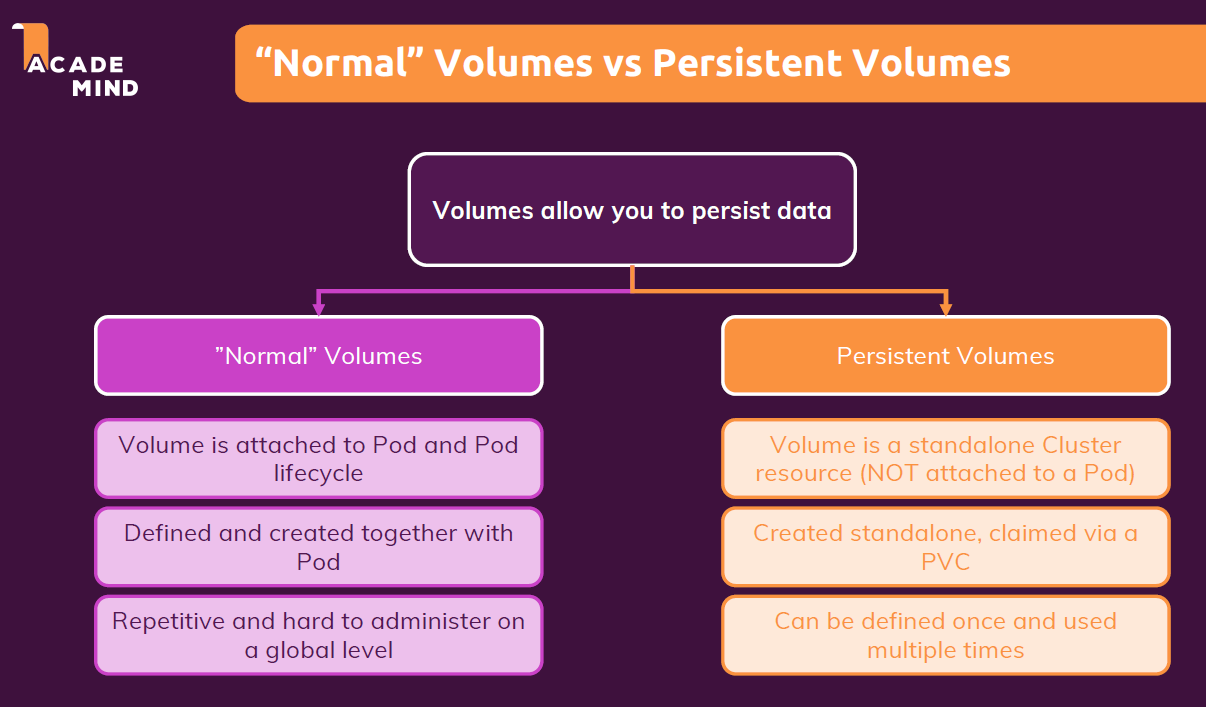 ACADE
MIND
“Normal” Volumes vs Persistent Volumes
Volumes allow you to persist data
”Normal” Volumes
Persistent Volumes
Volume is attached to Pod and Pod
lifecycle
Volume is a standalone Cluster
resource (NOT attached to a Pod)
Defined and created together with
Pod
Created standalone, claimed via a
PVC
Repetitive and hard to administer on
a global level
Can be defined once and used
multiple times